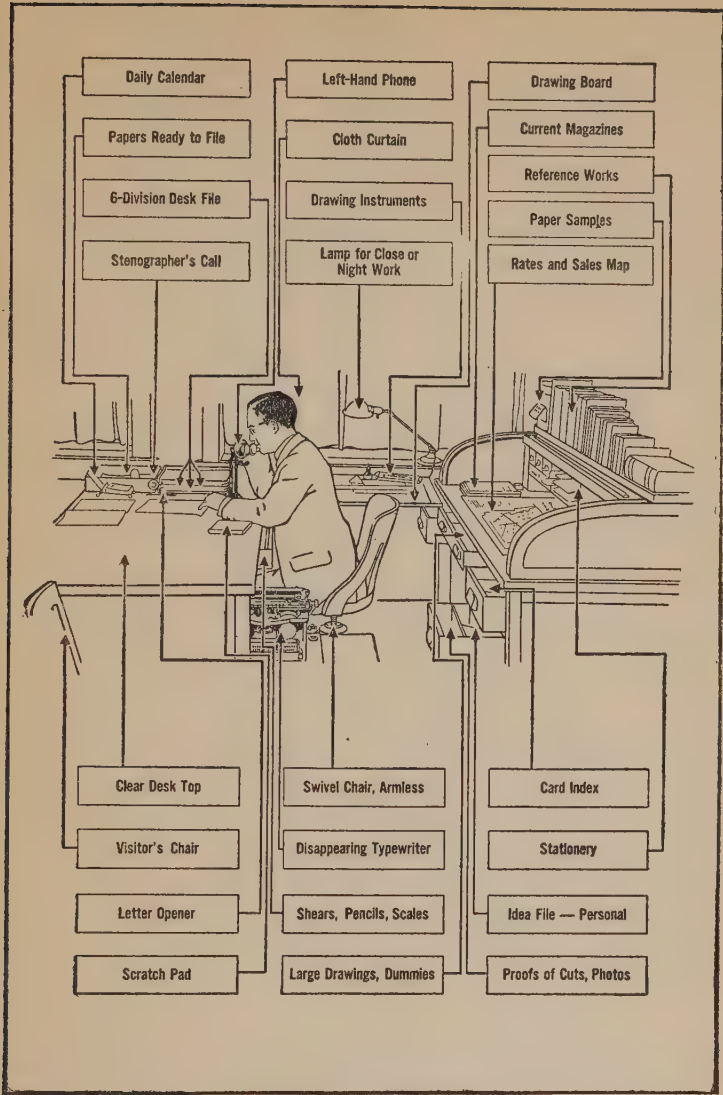 Daily Calendar
Papers Ready to File
6-Division Desk File
Stenographer's Call
Left-Hand Phone
Cloth Curtain
Drawing Instruments
Lamp for Close or
Night Work
Drawing Board
Current Magazines
Reference Works
Paper Samples
Rates and Sales Map
Clear Desk Top
Visitor's Chair
Letter Opener
Scratch Pad
Swivel Chair, Armless
Disappearing Typewriter
Shears, Pencils, Scales
Large Drawings, Dummies
Card Index
Stationery
Idea File — Personal
Proofs of Cuts, Photos